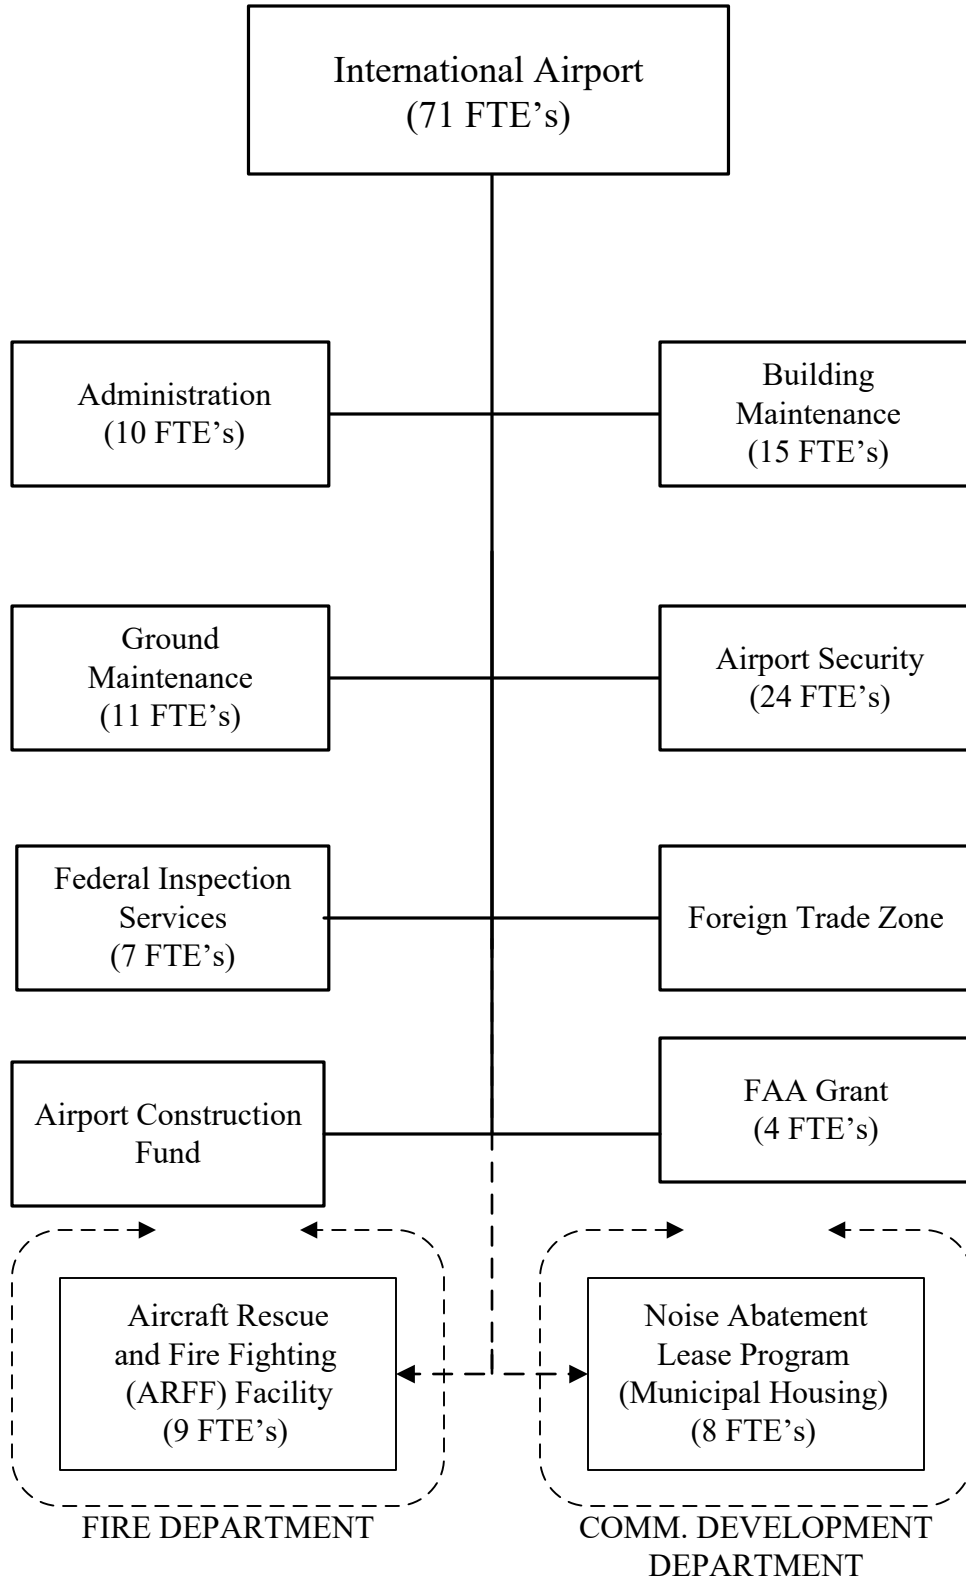 International Airport
(71 FTE’s)
Administration
(10 FTE’s)
Building
Maintenance
(15 FTE’s)
Ground
Maintenance
(11 FTE’s)
Airport Security
(24 FTE’s)
Federal Inspection
Services
(7 FTE’s)
Foreign Trade Zone
Airport Construction
Fund
FAA Grant
(4 FTE’s)
Aircraft Rescue
and Fire Fighting
(ARFF) Facility
(9 FTE’s)
Noise Abatement
Lease Program
(Municipal Housing)
(8 FTE’s)
FIRE DEPARTMENT
COMM. DEVELOPMENT
DEPARTMENT